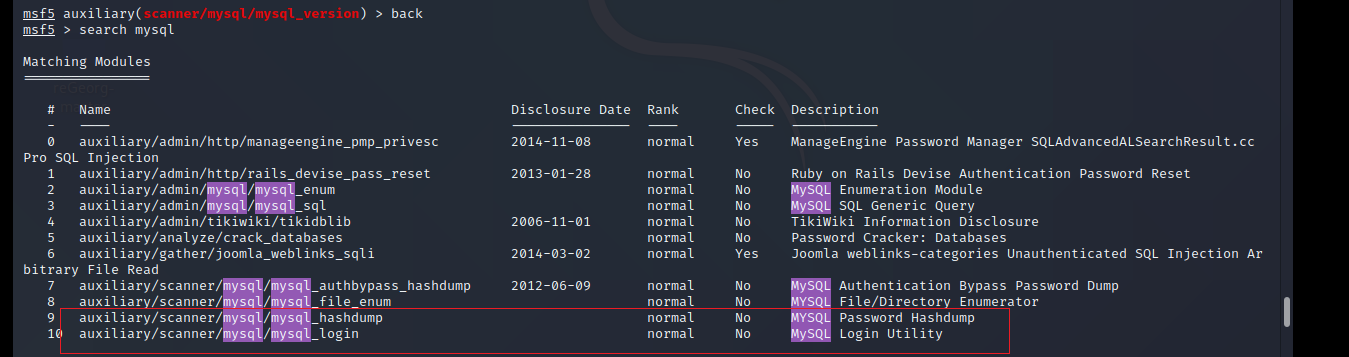 msf5 auxiliary(scanner/mysql/mysql_version) > back
msf5 > search mysql
Matching Modules
================
# Name Disclosure Date Rank Check Description
- ---- --------------- ---- ----- -----------
0 auxiliary/admin/http/manageengine_pmp_privesc 2014-11-08 normal Yes ManageEngine Password Manager SQLAdvancedALSearchResult.cc
Pro SQL Injection
1 auxiliary/admin/http/rails_devise_pass_reset 2013-01-28 normal No Ruby on Rails Devise Authentication Password Reset
2 auxiliary/admin/mysql/mysql_enum normal No MySQL Enumeration Module
3 auxiliary/admin/mysql/mysql_sql normal No MySQL SQL Generic Query
4 auxiliary/admin/tikiwiki/tikidblib 2006-11-01 normal No TikiWiki Information Disclosure
5 auxiliary/analyze/crack_databases normal No Password Cracker: Databases
6 auxiliary/gather/joomla_weblinks_sqli 2014-03-02 normal Yes Joomla weblinks-categories Unauthenticated SQL Injection Ar
bitrary File Read
7 auxiliary/scanner/mysql/mysql_authbypass_hashdump 2012-06-09 normal No MySQL Authentication Bypass Password Dump
8 auxiliary/scanner/mysql/mysql_file_enum normal No MYSQL File/Directory Enumerator
9 auxiliary/scanner/mysql/mysql_hashdump normal No MYSQL Password Hashdump
10 auxiliary/scanner/mysql/mysql_login normal No MySQL Login Utility